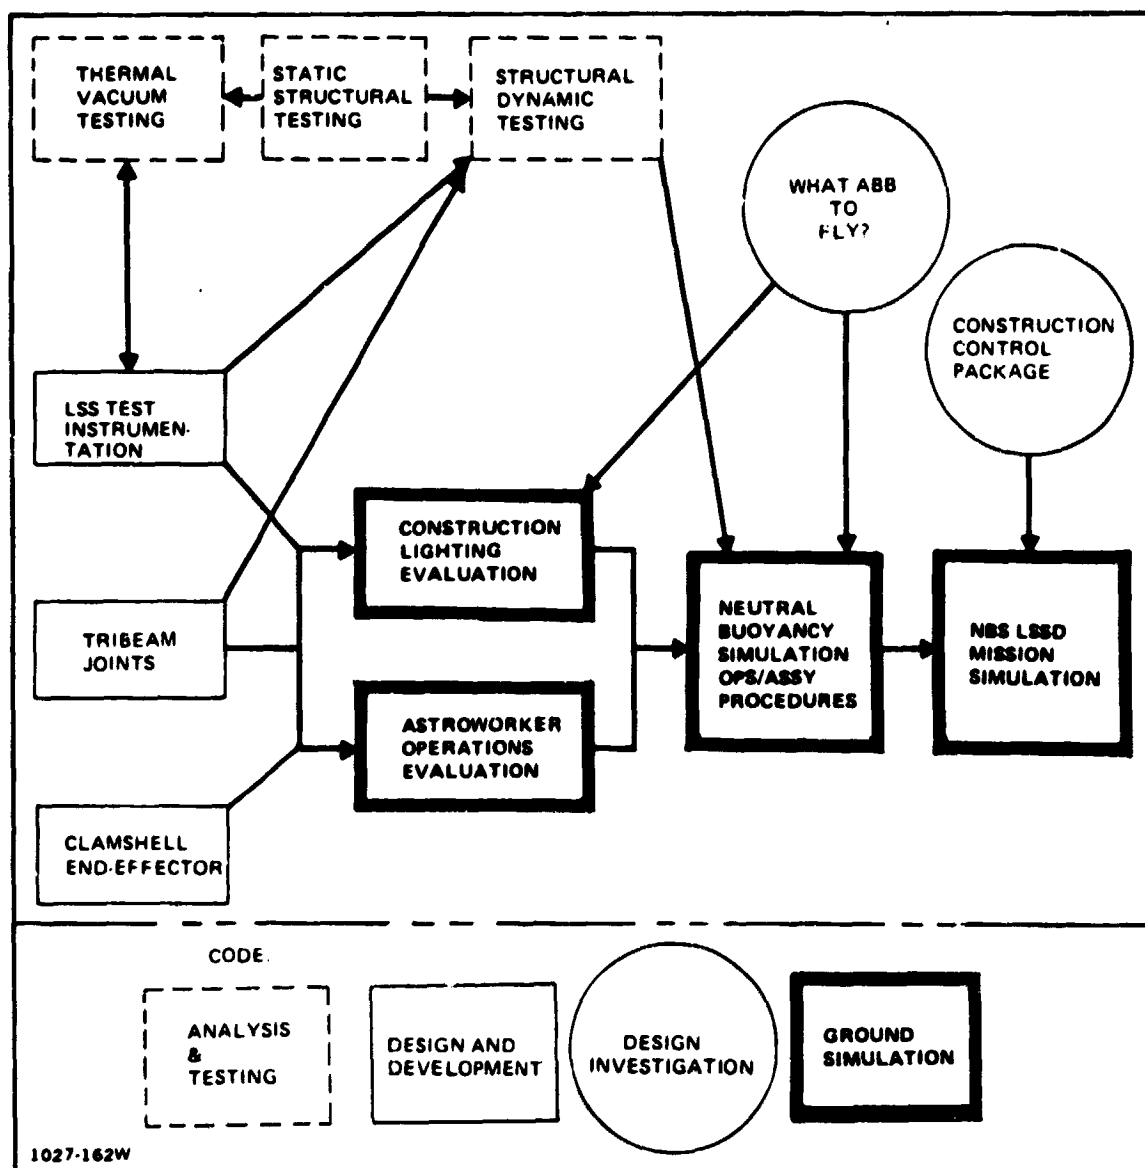 THERMAL
VACUUM
TESTING
STATIC
STRUCTURAL
TESTING
STRUCTURAL
DYNAMIC
TESTING
WHAT ABB
TO
FLY?
CONSTRUCTION
CONTROL
PACKAGE
LSS TEST
INSTRUMEN-
TATION
CONSTRUCTION
LIGHTING
EVALUATION
TRIBEAM
JOINTS
NEUTRAL
BUOYANCY
SIMULATION
OPS/ASSY
PROCEDURES
NBS LSSD
MISSION
SIMULATION
ASTROWORKER
OPERATIONS
EVALUATION
CLAMSHELL
END-EFFECTOR
CODE.
ANALYSIS
&
TESTING
DESIGN AND
DEVELOPMENT
DESIGN
INVESTIGATION
GROUND
SIMULATION
1027-162W